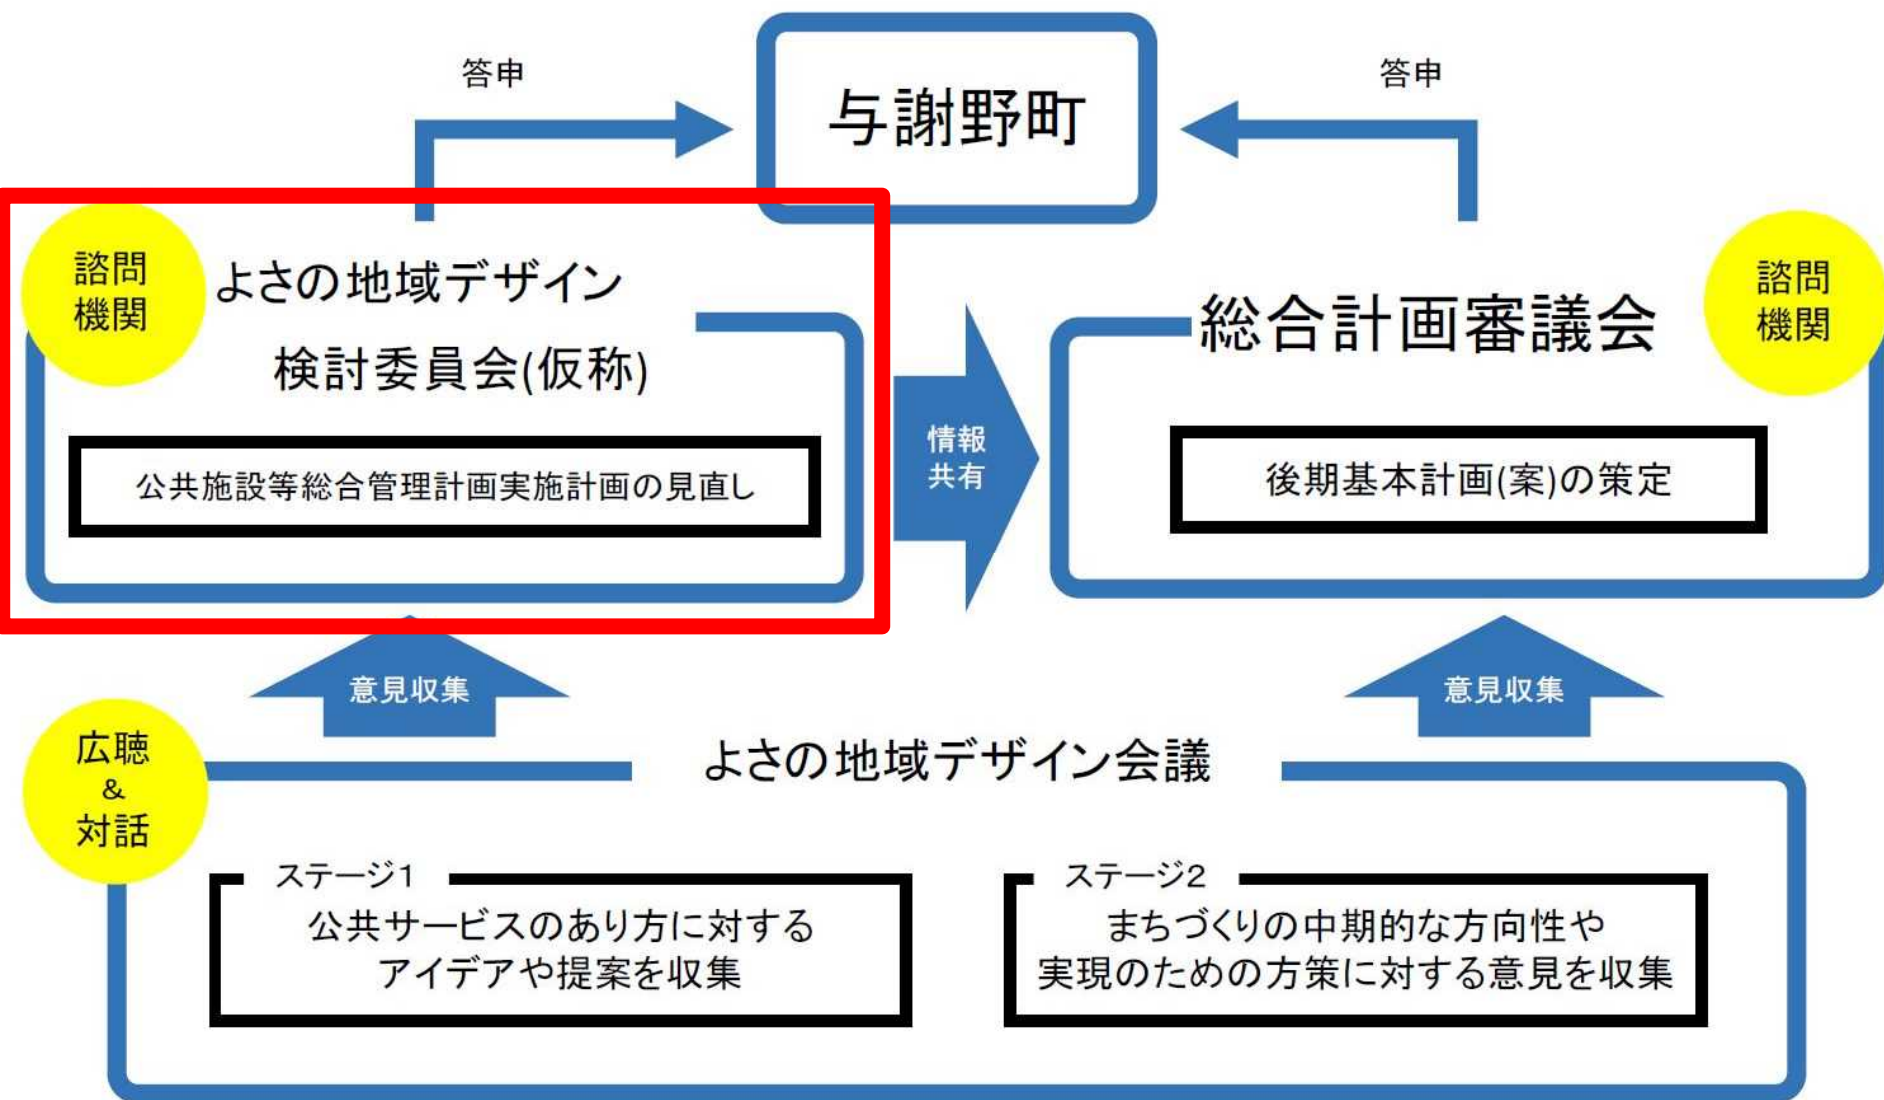 答申
与謝野町
答申
諮問
機関
よさの地域デザイン
検討委員会(仮称)
公共施設等総合管理計画実施計画の見直し
情報
共有
総合計画審議会
諮問
機関
後期基本計画(案)の策定
意見収集
意見収集
広聴
&
対話
よさの地域デザイン会議
ステージ1
公共サービスのあり方に対する
アイデアや提案を収集
ステージ2
まちづくりの中期的な方向性や
実現のための方策に対する意見を収集